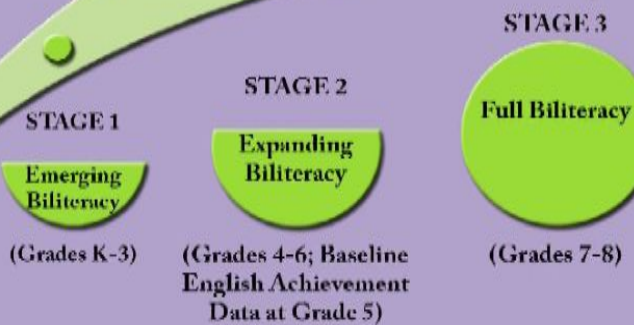 STAGE 1
Emerging
Biliteracy
(Grades K-3)
STAGE 2
Expanding
Biliteracy
(Grades 4-6; Baseline
English Achievement
Data at Grade 5)
STAGE 3
Full Biliteracy
(Grades 7-8)